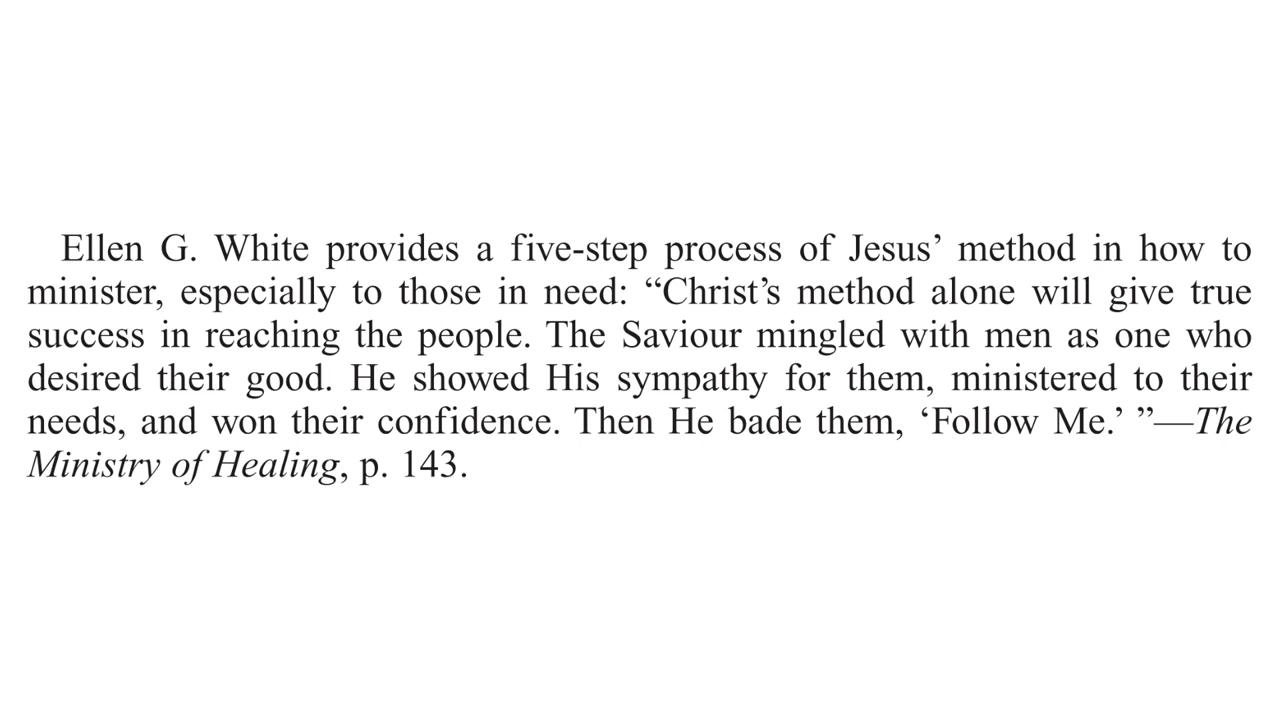 Ellen G. White provides a five-step process of Jesus’ method in how to
minister, especially to those in need: “Christ’s method alone will give true
success in reaching the people. The Saviour mingled with men as one who
desired their good. He showed His sympathy for them, ministered to their
needs, and won their confidence. Then He bade them, ‘Follow Me.’ ”—The
Ministry of Healing, p. 143.